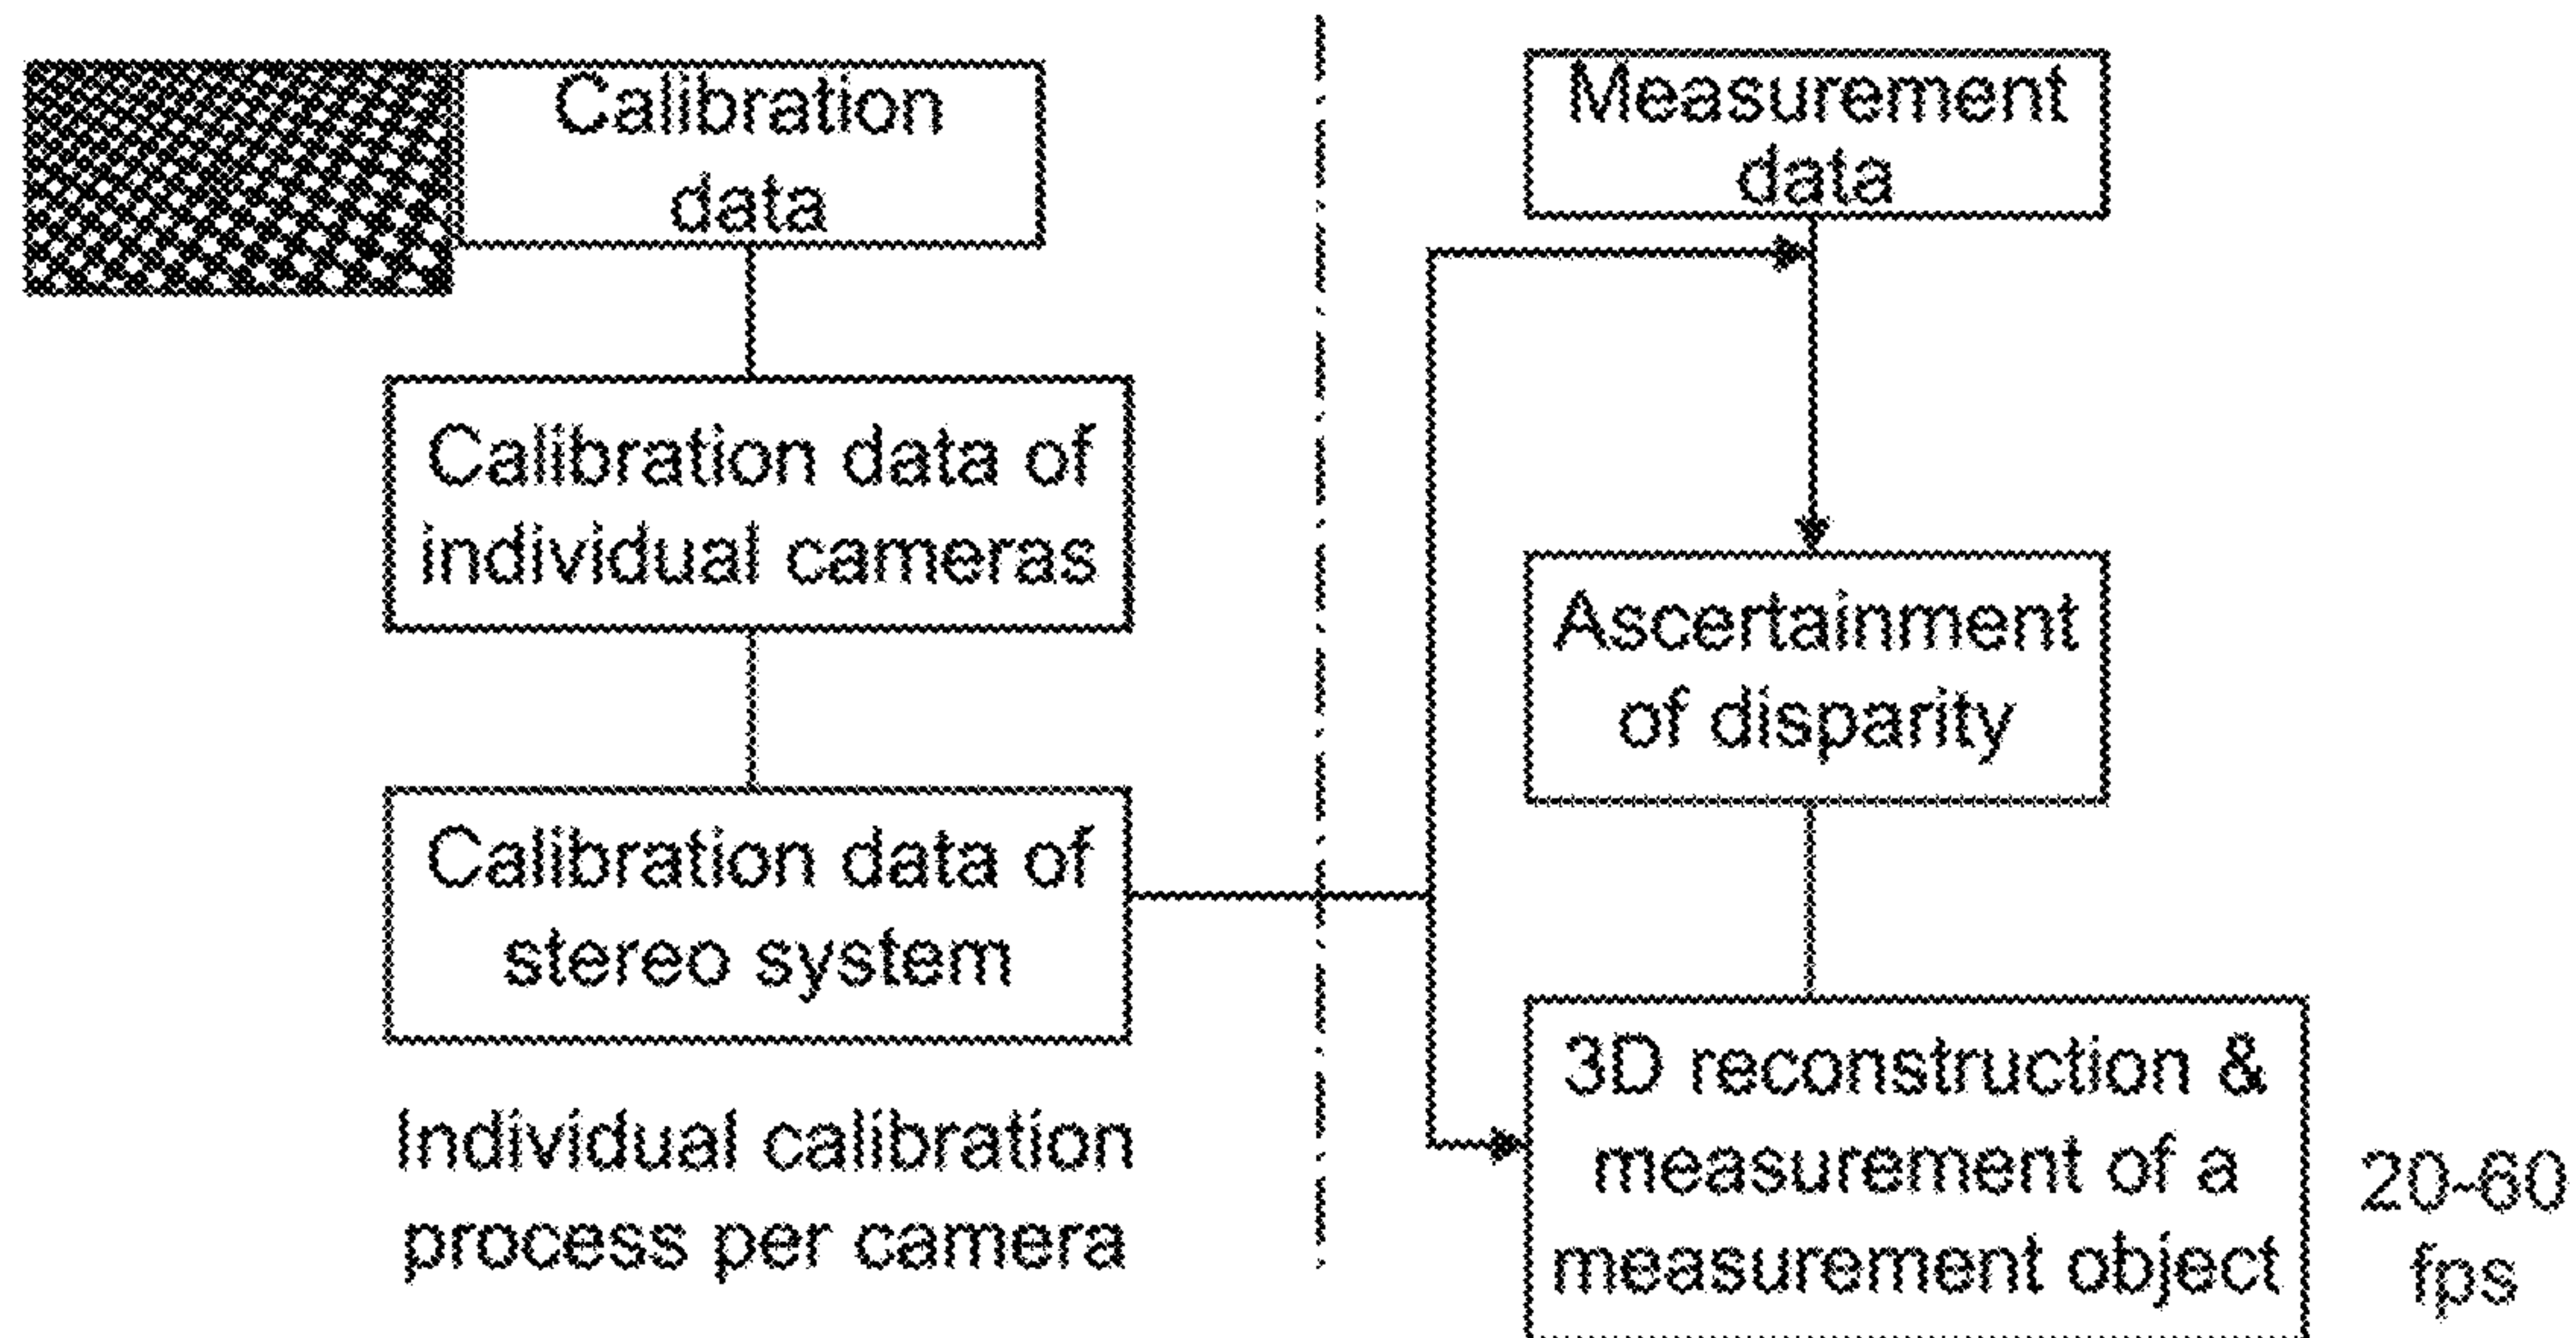 Calibration
data
Calibration data of
individual cameras
Calibration data of
stereo system
Individual calibration
process per camera
Measurement
data
Ascertainment
of disparity
3D reconstruction &
measurement of a
measurement object
20-60
fps